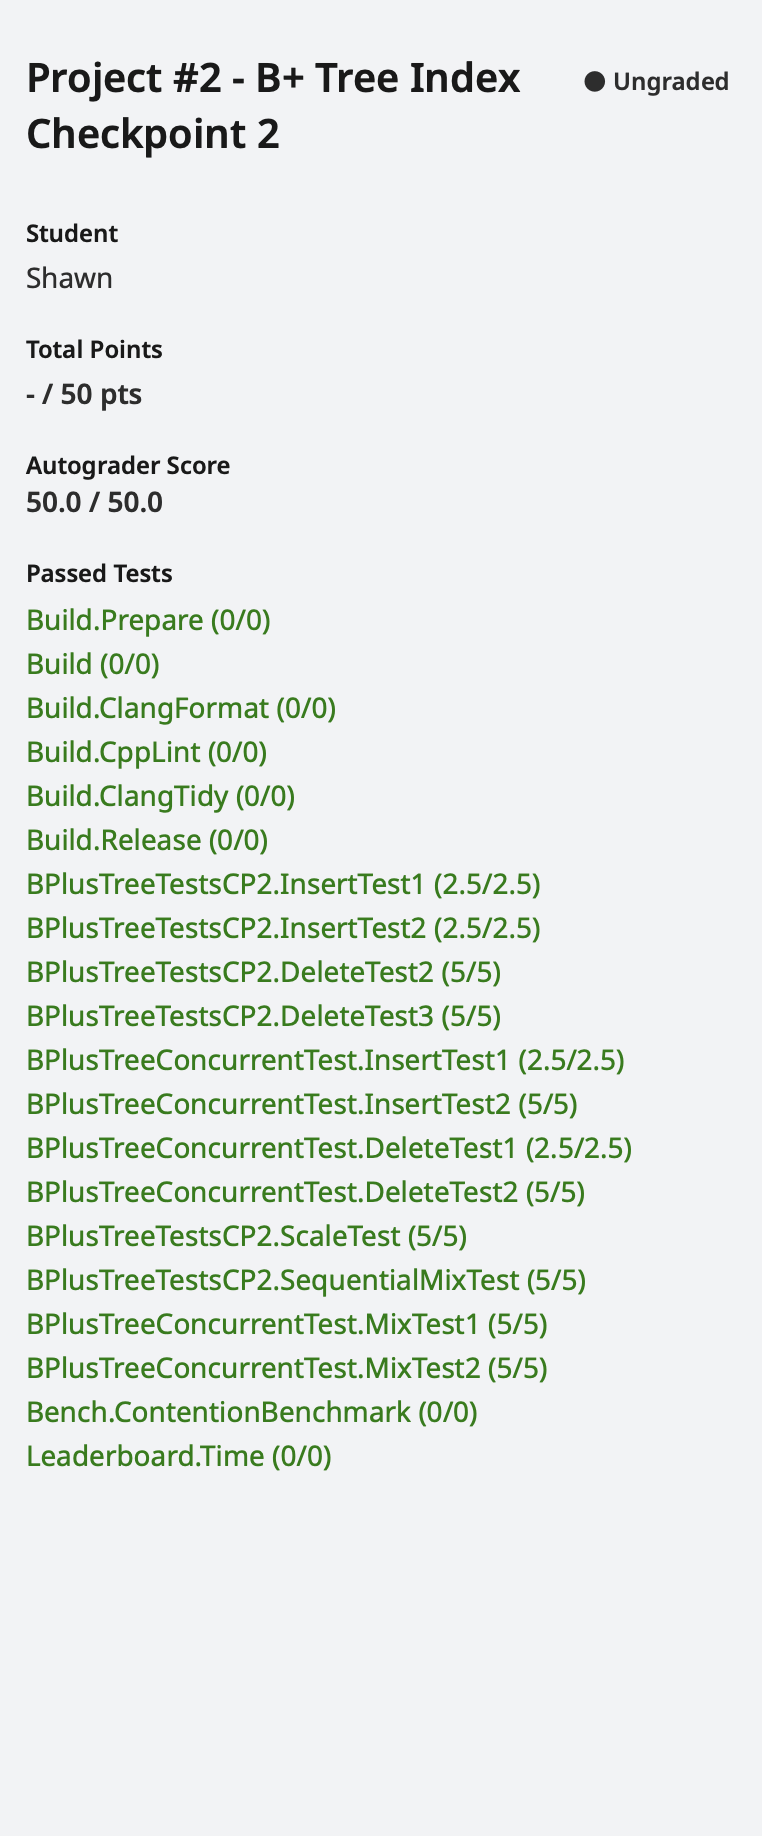 Project #2 - B+ Tree Index
Checkpoint 2
Ungraded
Student
Shawn
Total Points
- / 50 pts
Autograder Score
50.0 / 50.0
Passed Tests
Build.Prepare (0/0)
Build (0/0)
Build.ClangFormat (0/0)
Build.CppLint (0/0)
Build.ClangTidy (0/0)
Build.Release (0/0)
BPlusTreeTestsCP2.InsertTest1 (2.5/2.5)
BPlusTreeTestsCP2.InsertTest2 (2.5/2.5)
BPlusTreeTestsCP2.DeleteTest2 (5/5)
BPlusTreeTestsCP2.DeleteTest3 (5/5)
BPlusTreeConcurrentTest.InsertTest1 (2.5/2.5)
BPlusTreeConcurrentTest.InsertTest2 (5/5)
BPlusTreeConcurrentTest.DeleteTest1 (2.5/2.5)
BPlusTreeConcurrentTest.DeleteTest2 (5/5)
BPlusTreeTestsCP2.ScaleTest (5/5)
BPlusTreeTestsCP2.SequentialMixTest (5/5)
BPlusTreeConcurrentTest.MixTest1 (5/5)
BPlusTreeConcurrentTest.MixTest2 (5/5)
Bench.ContentionBenchmark (0/0)
Leaderboard.Time (0/0)